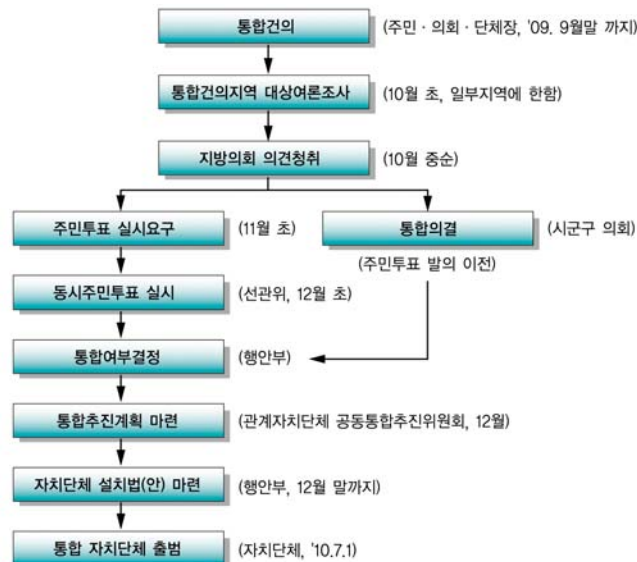 통합건의 (주민·의회·단체장, '09. 9월말 까지)
통합건의지역 대상여론조사 (10월 초, 일부지역에 한함)
지방의회 의견청취 (10월 중순)
주민투표 실시요구 (11월 초) 통합의결 (시군구 의회)
(주민투표 발의 이전)
동시주민투표 실시 (선관위, 12월 초)
통합여부결정 (행안부)
통합추진계획 마련 (관계자치단체 공동통합추진위원회, 12월)
자치단체 설치법(안) 마련 (행안부, 12월 말까지)
통합 자치단체 출범 (자치단체, '10.7.1)